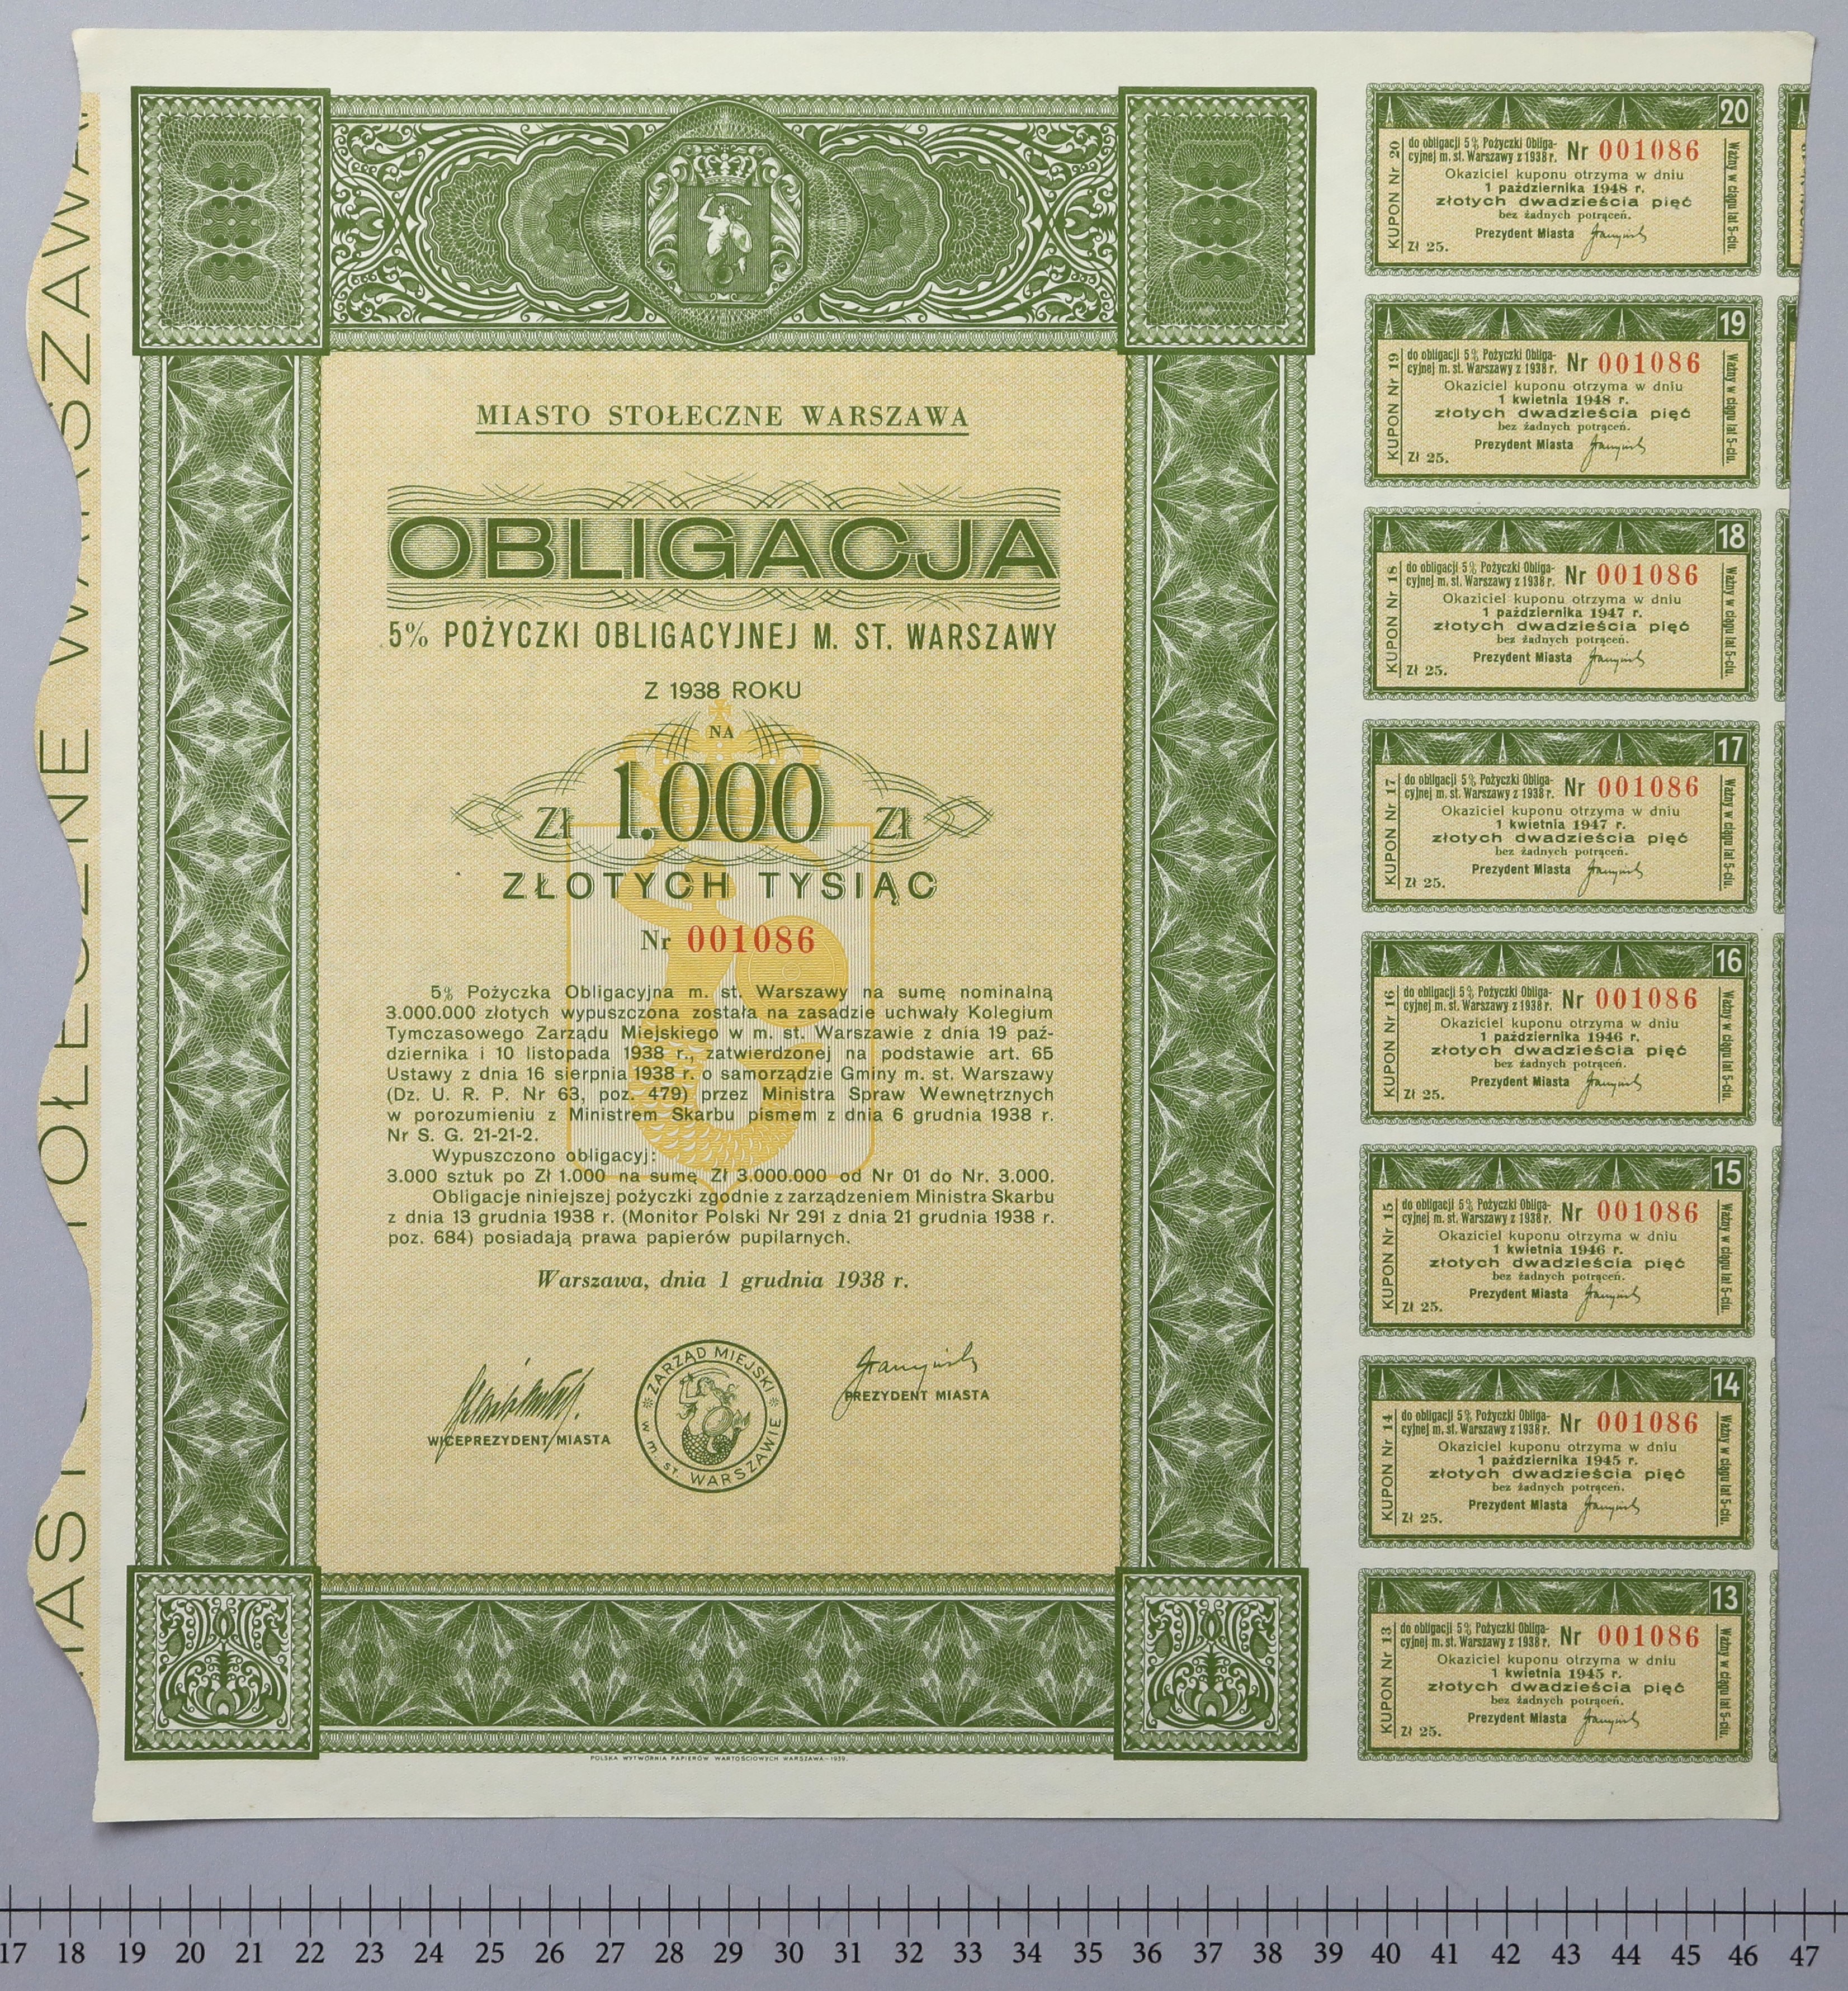 MIASTO STOŁECZNE WARSZAWA
OBLIGACJA
5% POŻYCZKI OBLIGACYJNEJ M. ST. WARSZAWY
Z 1938 ROKU
NA
Zł 1.000 Zł
ZŁOTYCH TYSIĄC
Nr 001086
5% Pożyczka Obligacyjna m. st. Warszawy na sumę nominalną
3.000.000 złotych wypuszczona została na zasadzie uchwały Kolegium
Tymczasowego Zarządu Miejskiego w m. st. Warszawie z dnia 19 paź-
dziernika i 10 listopada 1938 r., zatwierdzonej na podstawie art. 65
Ustawy z dnia 16 sierpnia 1938 r. o samorządzie Gminy m. st. Warszawy
(Dz. U. R. P. Nr 63, poz. 479) przez Ministra Spraw Wewnętrznych
w porozumieniu z Ministrem Skarbu pismem z dnia 6 grudnia 1938 r.
Nr S. G. 21-21-2.
Wypuszczono obligacyj:
3.000 sztuk po Zł 1.000 na sumę Zł 3.000.000 od Nr 01 do Nr. 3.000.
Obligacje niniejszej pożyczki zgodnie z zarządzeniem Ministra Skarbu
z dnia 13 grudnia 1938 r. (Monitor Polski Nr 291 z dnia 21 grudnia 1938 r.
poz. 684) posiadają prawa papierów pupilarnych.
Warszawa, dnia 1 grudnia 1938 r.
WICEPREZYDENT MIASTA
ZARZĄD MIEJSKI
w m. st. WARSZAWIE
PREZYDENT MIASTA
POLSKA WYTWÓRNIA PAPIERÓW WARTOŚCIOWYCH WARSZAWA-1939.
20
KUPON Nr 20
do obligacji 5% Pożyczki Obliga-
cyjnej m. st. Warszawy z 1938 r. Nr 001086
Okaziciel kuponu otrzyma w dniu
1 października 1948 r.
złotych dwadzieścia pięć
bez żadnych potrąceń.
Prezydent Miasta
Zł 25.
Ważny w ciągu lat 5-ciu.
19
KUPON Nr 19
do obligacji 5% Pożyczki Obliga-
cyjnej m. st. Warszawy z 1938 r. Nr 001086
Okaziciel kuponu otrzyma w dniu
1 kwietnia 1948 r.
złotych dwadzieścia pięć
bez żadnych potrąceń.
Prezydent Miasta
Zł 25.
Ważny w ciągu lat 5-ciu.
18
KUPON Nr 18
do obligacji 5% Pożyczki Obliga-
cyjnej m. st. Warszawy z 1938 r. Nr 001086
Okaziciel kuponu otrzyma w dniu
1 października 1947 r.
złotych dwadzieścia pięć
bez żadnych potrąceń.
Prezydent Miasta
Zł 25.
Ważny w ciągu lat 5-ciu.
17
KUPON Nr 17
do obligacji 5% Pożyczki Obliga-
cyjnej m. st. Warszawy z 1938 r. Nr 001086
Okaziciel kuponu otrzyma w dniu
1 kwietnia 1947 r.
złotych dwadzieścia pięć
bez żadnych potrąceń.
Prezydent Miasta
Zł 25.
Ważny w ciągu lat 5-ciu.
16
KUPON Nr 16
do obligacji 5% Pożyczki Obliga-
cyjnej m. st. Warszawy z 1938 r. Nr 001086
Okaziciel kuponu otrzyma w dniu
1 października 1946 r.
złotych dwadzieścia pięć
bez żadnych potrąceń.
Prezydent Miasta
Zł 25.
Ważny w ciągu lat 5-ciu.
15
KUPON Nr 15
do obligacji 5% Pożyczki Obliga-
cyjnej m. st. Warszawy z 1938 r. Nr 001086
Okaziciel kuponu otrzyma w dniu
1 kwietnia 1946 r.
złotych dwadzieścia pięć
bez żadnych potrąceń.
Prezydent Miasta
Zł 25.
Ważny w ciągu lat 5-ciu.
14
KUPON Nr 14
do obligacji 5% Pożyczki Obliga-
cyjnej m. st. Warszawy z 1938 r. Nr 001086
Okaziciel kuponu otrzyma w dniu
1 października 1945 r.
złotych dwadzieścia pięć
bez żadnych potrąceń.
Prezydent Miasta
Zł 25.
Ważny w ciągu lat 5-ciu.
13
KUPON Nr 13
do obligacji 5% Pożyczki Obliga-
cyjnej m. st. Warszawy z 1938 r. Nr 001086
Okaziciel kuponu otrzyma w dniu
1 kwietnia 1945 r.
złotych dwadzieścia pięć
bez żadnych potrąceń.
Prezydent Miasta
Zł 25.
Ważny w ciągu lat 5-ciu.
17 18 19 20 21 22 23 24 25 26 27 28 29 30 31 32 33 34 35 36 37 38 39 40 41 42 43 44 45 46 47